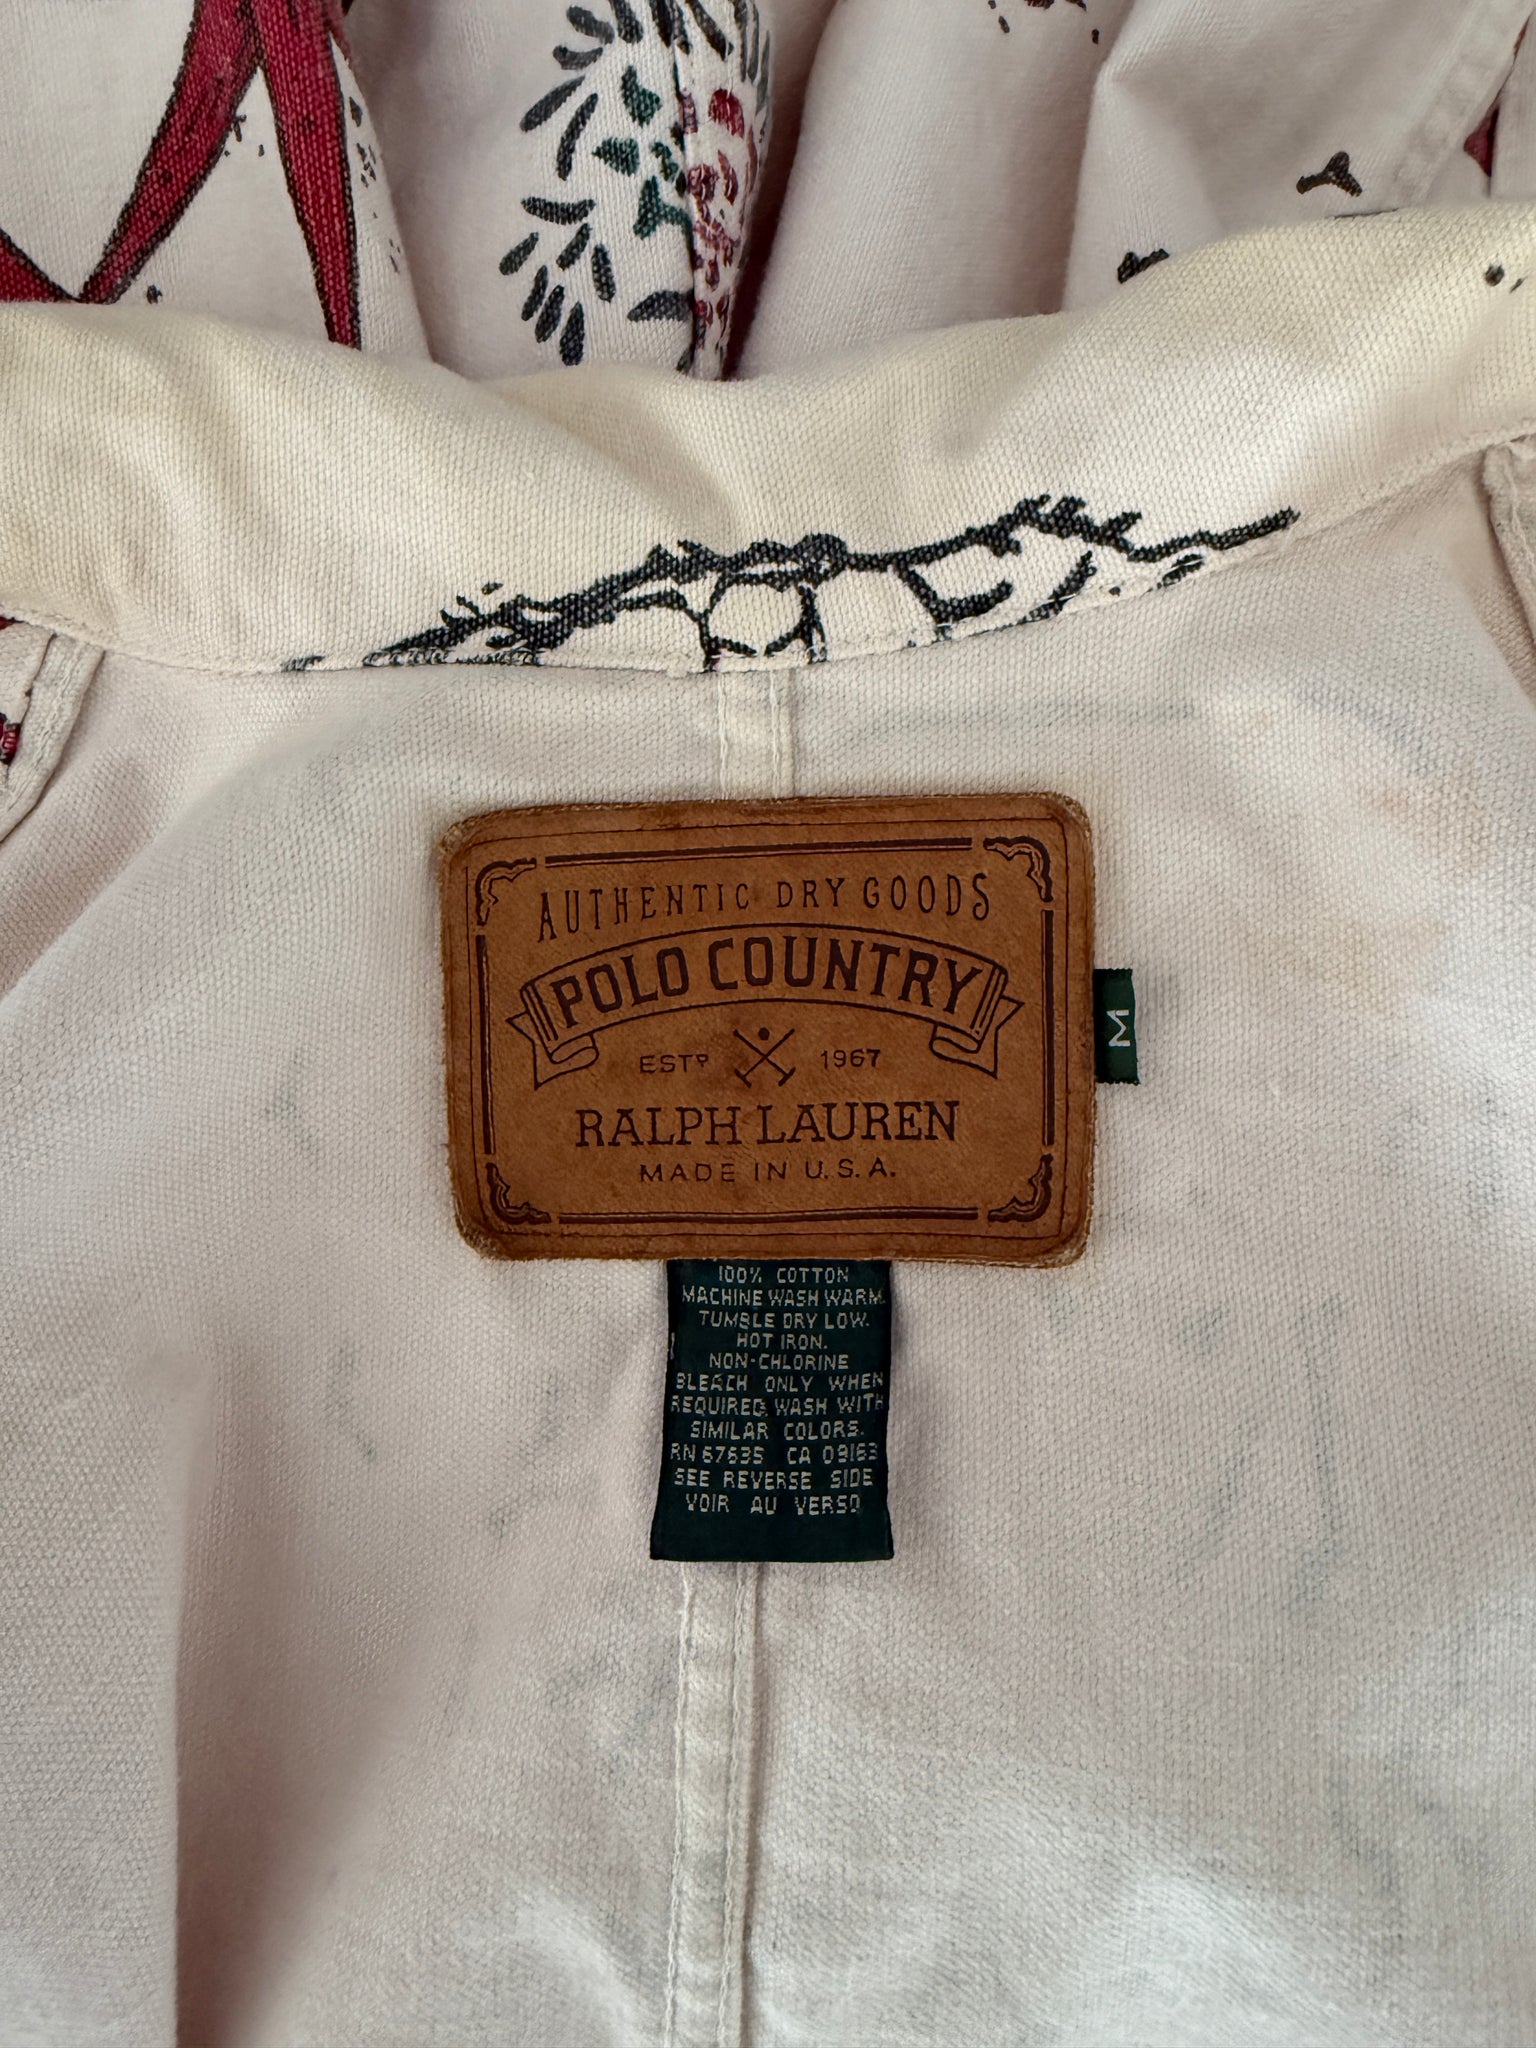 AUTHENTIC DRY GOODS
POLO COUNTRY
ESTD 1967
RALPH LAUREN
MADE IN U.S.A.
M
100% COTTON
MACHINE WASH WARM.
TUMBLE DRY LOW.
HOT IRON.
NON-CHLORINE
BLEACH ONLY WHEN
REQUIRED. WASH WITH
SIMILAR COLORS.
RN 67635 CA 09163
SEE REVERSE SIDE
VOIR AU VERSO